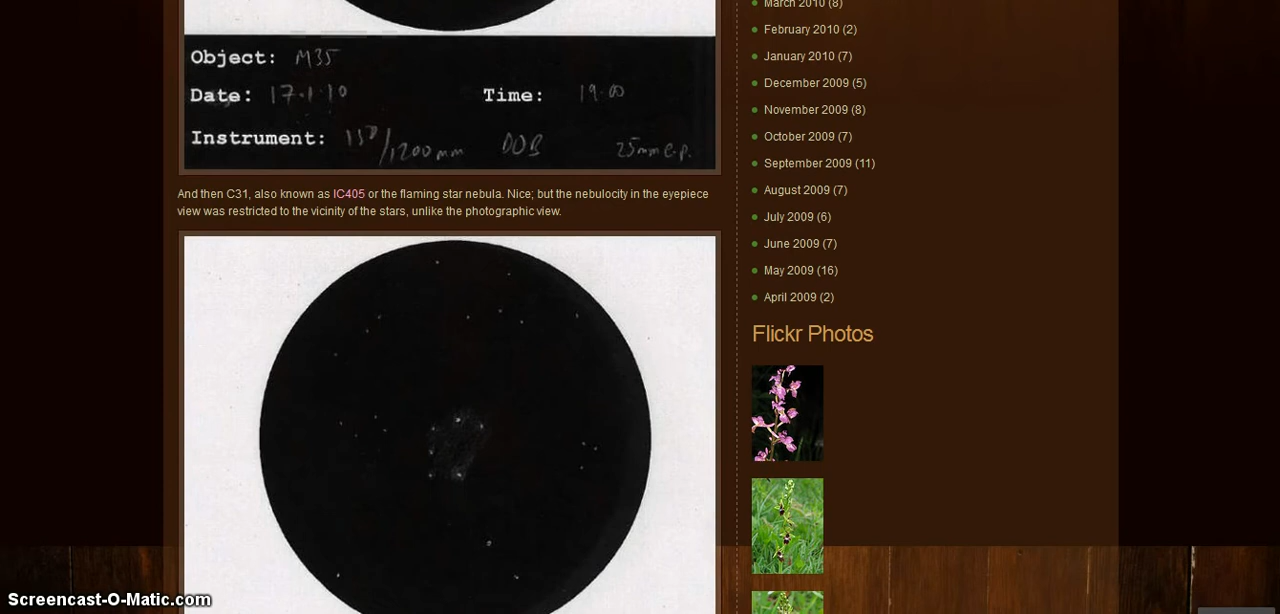 Object: M35
Date: 17.1.10 Time: 19.00
Instrument: 150/1200mm DOB 25mm e.p.
And then C31, also known as IC405 or the flaming star nebula. Nice; but the nebulocity in the eyepiece
view was restricted to the vicinity of the stars, unlike the photographic view.
March 2010 (8)
February 2010 (2)
January 2010 (7)
December 2009 (5)
November 2009 (8)
October 2009 (7)
September 2009 (11)
August 2009 (7)
July 2009 (6)
June 2009 (7)
May 2009 (16)
April 2009 (2)
Flickr Photos
Screencast-O-Matic.com